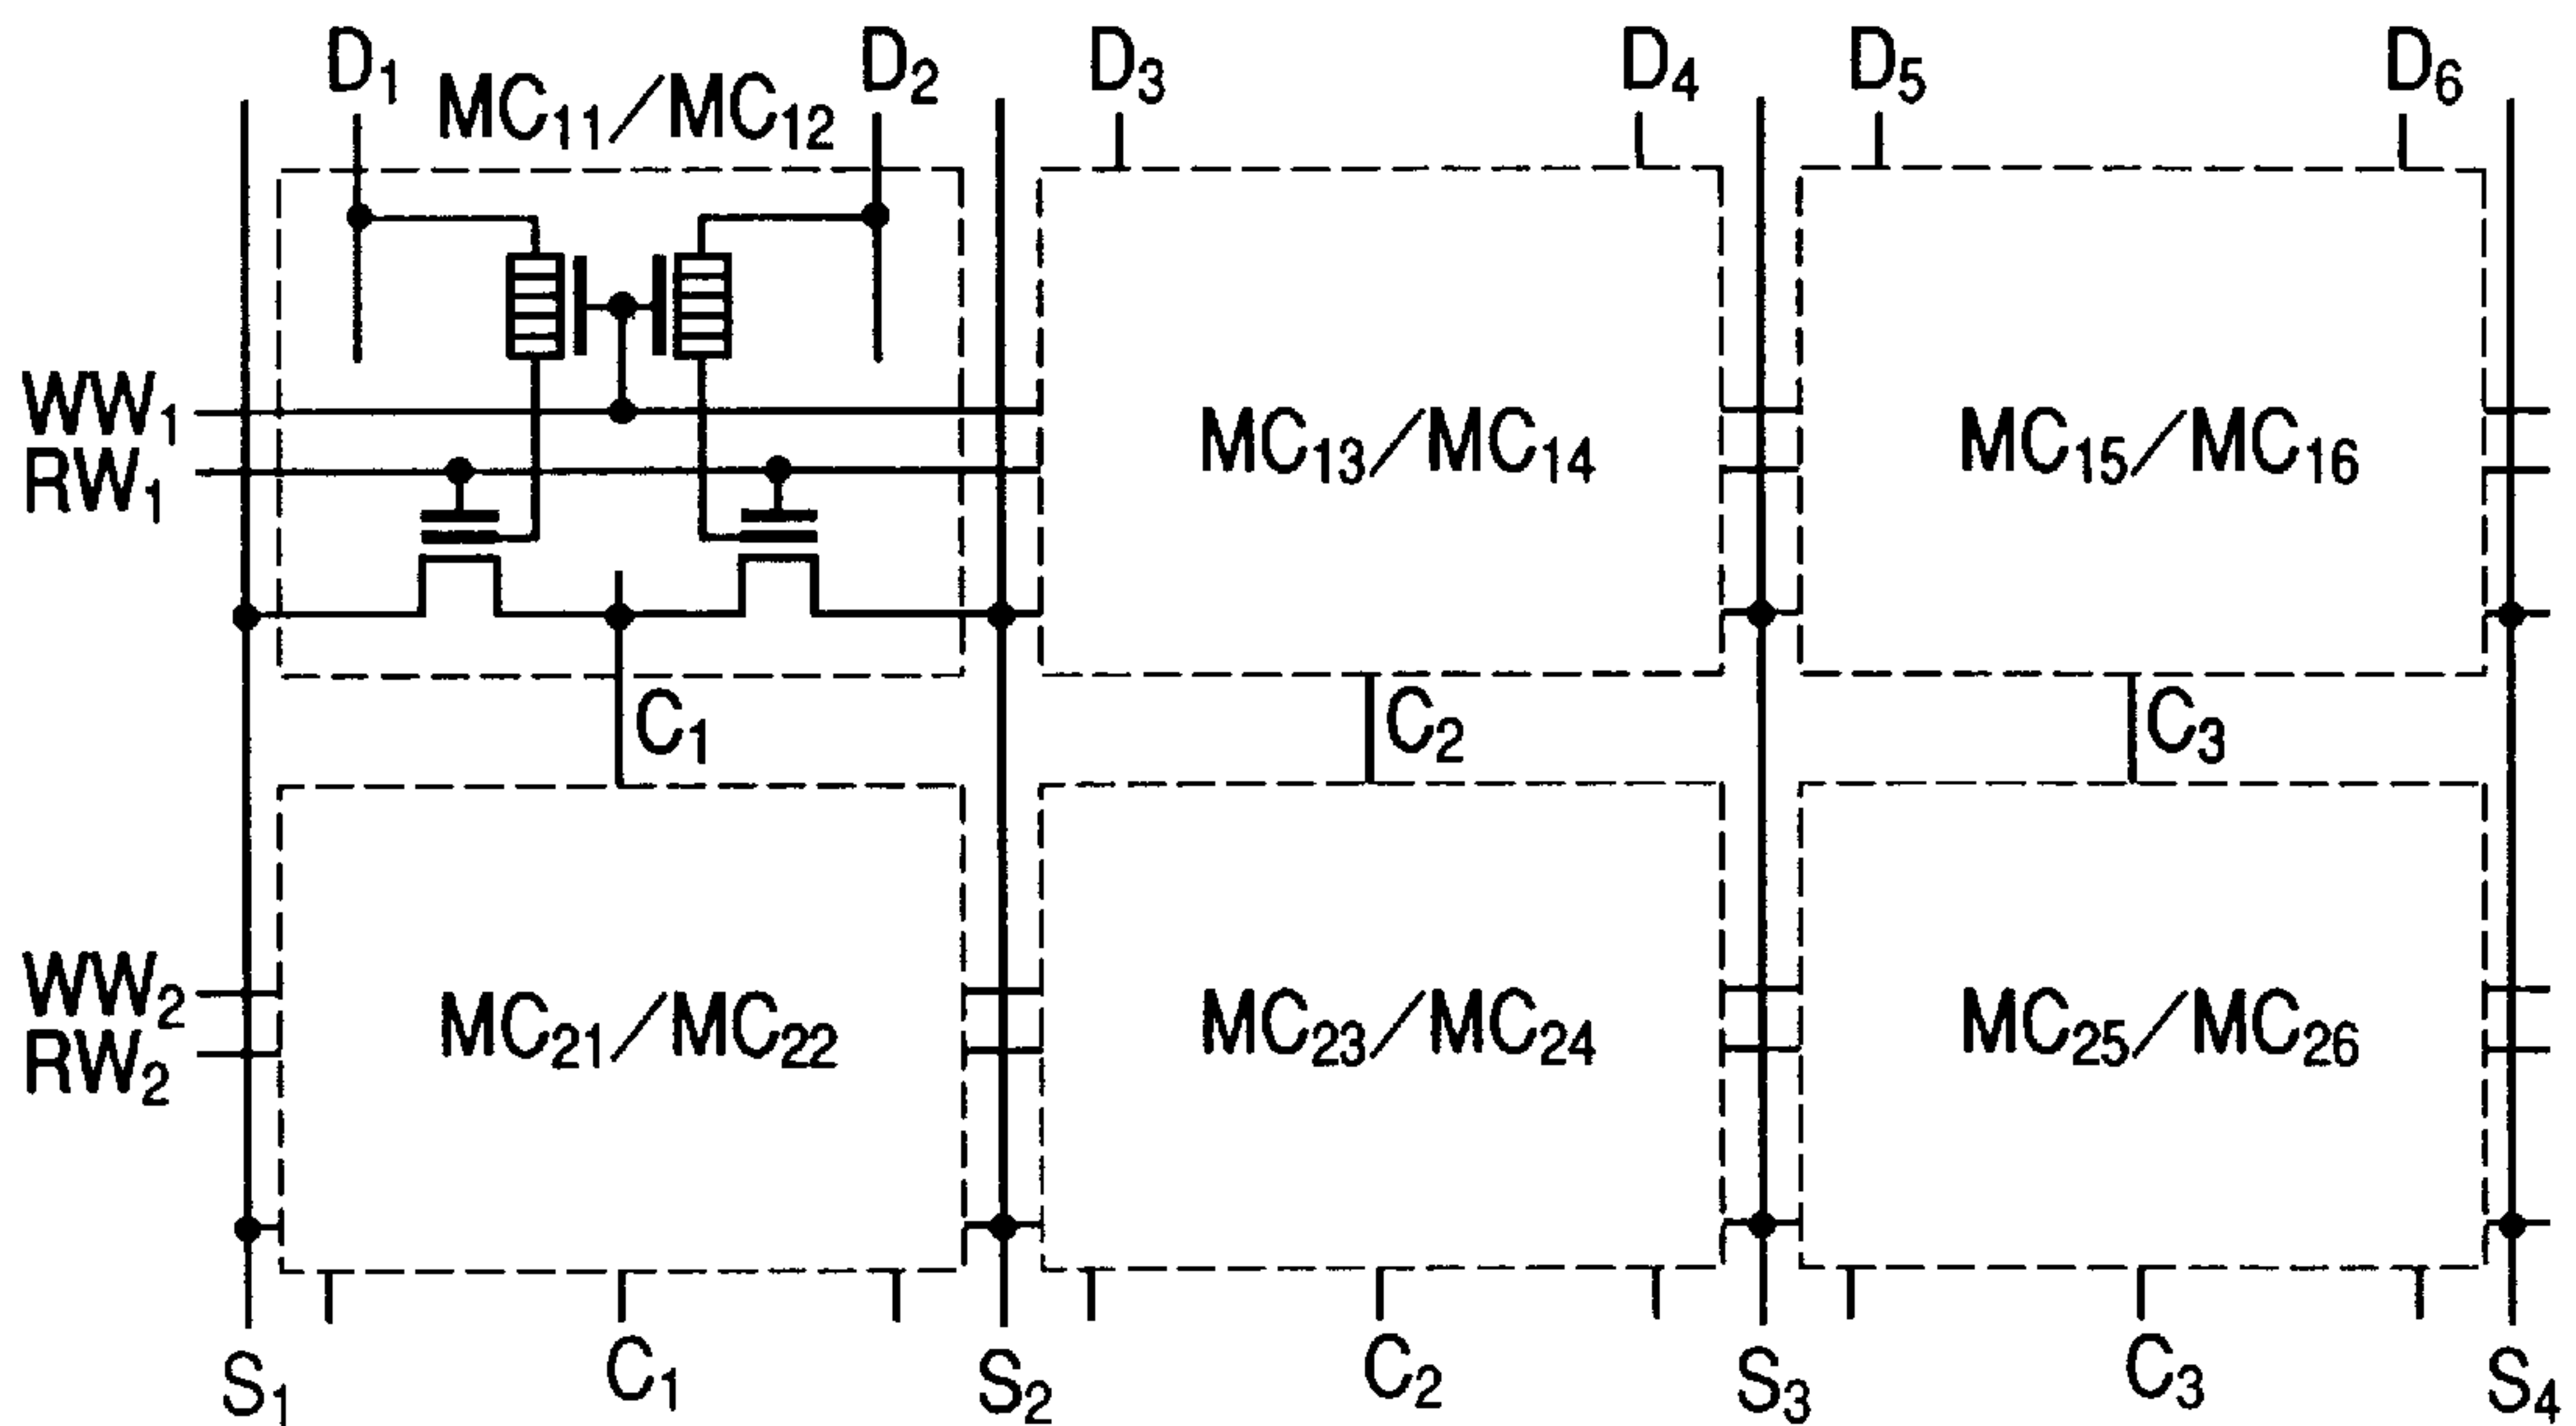 D₁ D₂ D₃ D₄ D₅ D₆
MC₁₁/MC₁₂
WW₁ MC₁₃/MC₁₄ MC₁₅/MC₁₆
RW₁
C₁ C₂ C₃
WW₂ MC₂₁/MC₂₂ MC₂₃/MC₂₄ MC₂₅/MC₂₆
RW₂
S₁ C₁ S₂ C₂ S₃ C₃ S₄